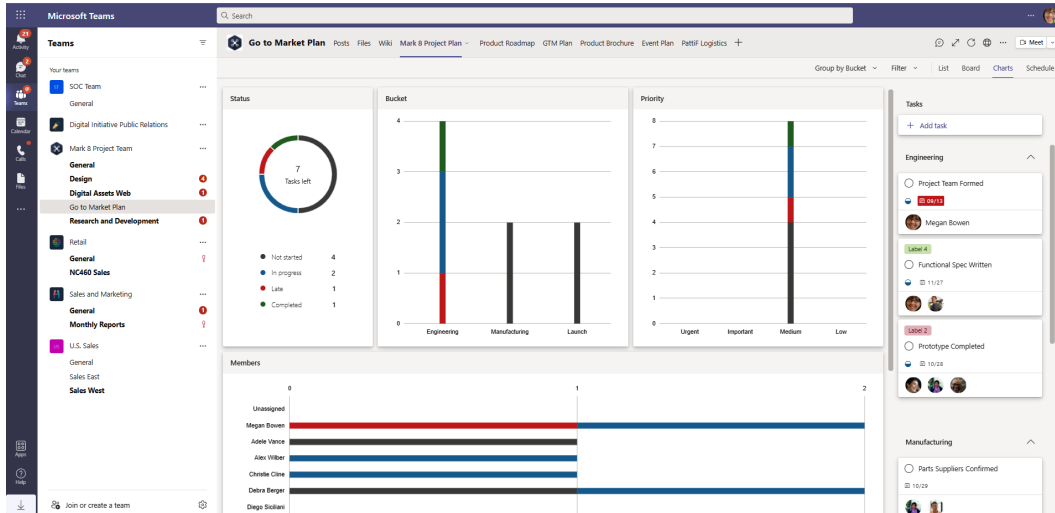 Microsoft Teams
Search
21
Activity
2
Chat
Teams
Calendar
Calls
Files
Apps
Help
Teams
Your teams
SOC Team
General
Digital Initiative Public Relations
Mark 8 Project Team
General
Design 4
Digital Assets Web 1
Go to Market Plan
Research and Development 1
Retail
General
NC460 Sales
Sales and Marketing
General 1
Monthly Reports
U.S. Sales
General
Sales East
Sales West
Join or create a team
Go to Market Plan Posts Files Wiki Mark 8 Project Plan Product Roadmap GTM Plan Product Brochure Event Plan PattiF Logistics
Meet
Group by Bucket Filter List Board Charts Schedule
Status
7
Tasks left
Not started 4
In progress 2
Late 1
Completed 1
Bucket
4
3
2
1
0
Engineering Manufacturing Launch
Priority
8
7
6
5
4
3
2
1
0
Urgent Important Medium Low
Members
0 1 2
Unassigned
Megan Bowen
Adele Vance
Alex Wilber
Christie Cline
Debra Berger
Diego Siciliani
Tasks
Add task
Engineering
Project Team Formed
09/13
Megan Bowen
Label 4
Functional Spec Written
11/27
Label 2
Prototype Completed
10/28
Manufacturing
Parts Suppliers Confirmed
10/29